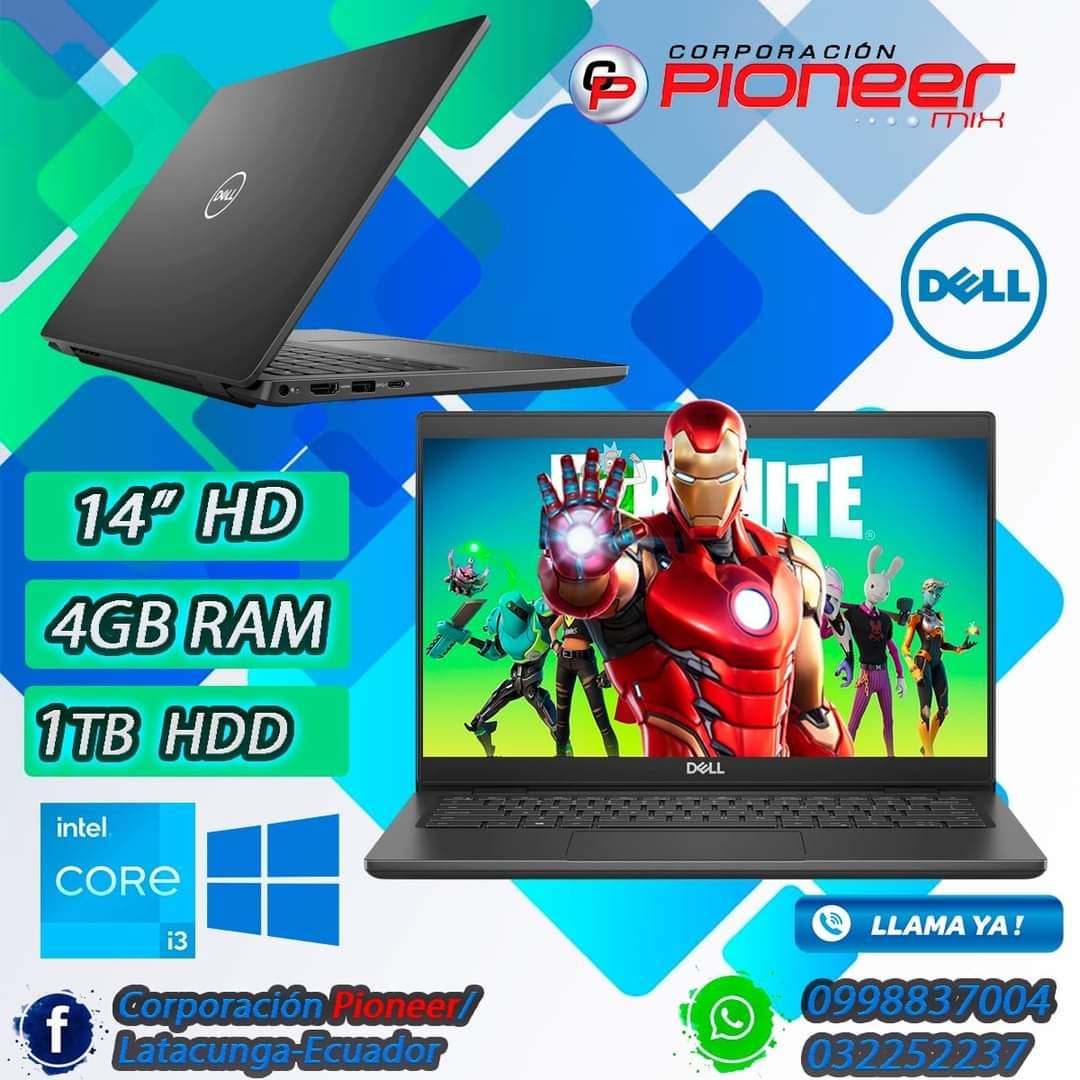 CORPORACIÓN
CP PIONEER
MIX
DELL
DELL
14” HD
4GB RAM
1TB HDD
DELL
intel
CORE
i3
LLAMA YA!
Corporación Pioneer/
Latacunga-Ecuador
0998837004
032252237